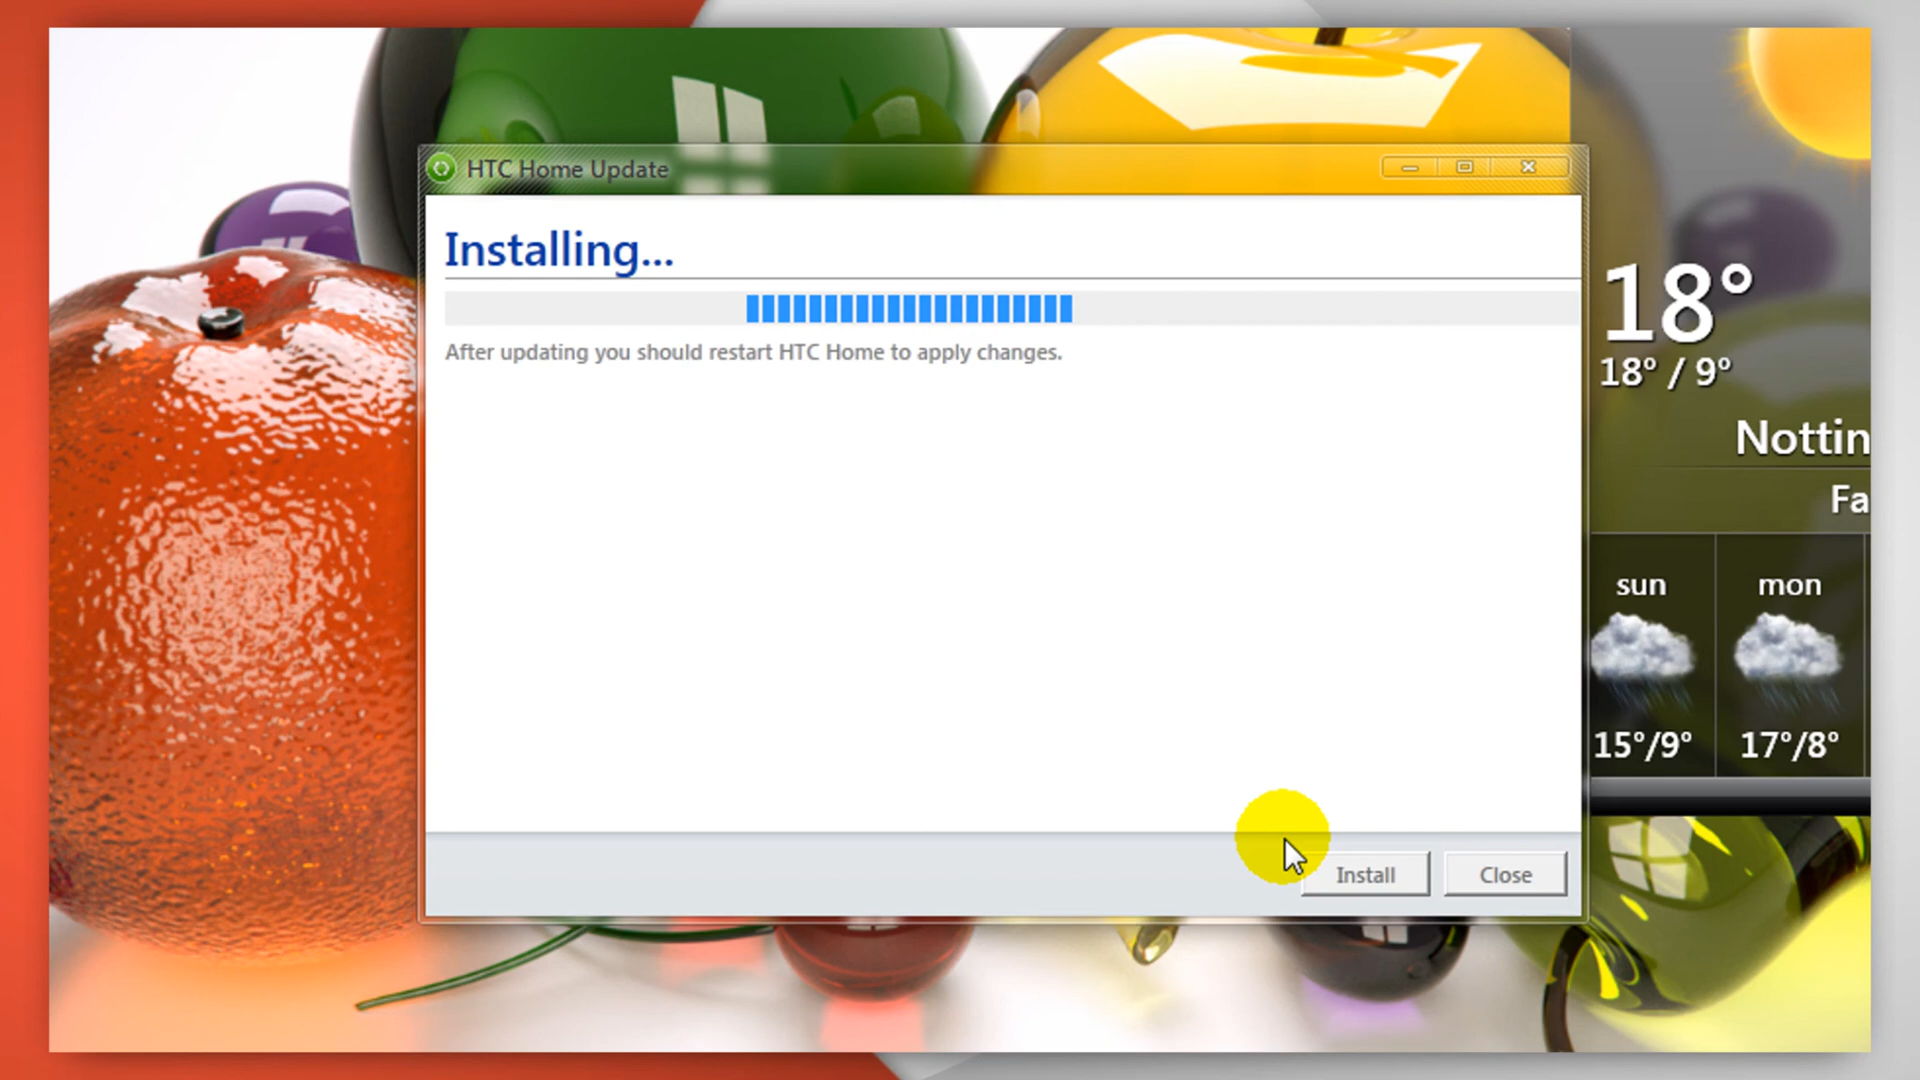 HTC Home Update
Installing...
After updating you should restart HTC Home to apply changes.
Install
Close
18°
18° / 9°
Nottin
Fa
sun
mon
15°/9°
17°/8°